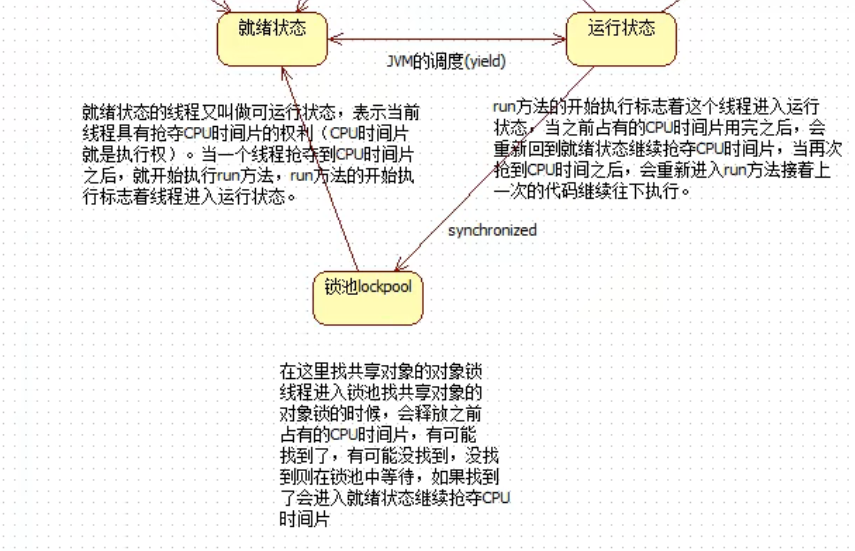 就绪状态
运行状态
JVM的调度(yield)
就绪状态的线程又叫做可运行状态，表示当前
线程具有抢夺CPU时间片的权利（CPU时间片
就是执行权）。当一个线程抢夺到CPU时间片
之后，就开始执行run方法，run方法的开始执
行标志着线程进入运行状态。
run方法的开始执行标志着这个线程进入运行
状态，当之前占有的CPU时间片用完之后，会
重新回到就绪状态继续抢夺CPU时间片，当再次
抢到CPU时间之后，会重新进入run方法接着上
一次的代码继续往下执行。
synchronized
锁池lockpool
在这里找共享对象的对象锁
线程进入锁池找共享对象的
对象锁的时候，会释放之前
占有的CPU时间片，有可能
找到了，有可能没找到，没找
到则在锁池中等待，如果找到
了会进入就绪状态继续抢夺CPU
时间片